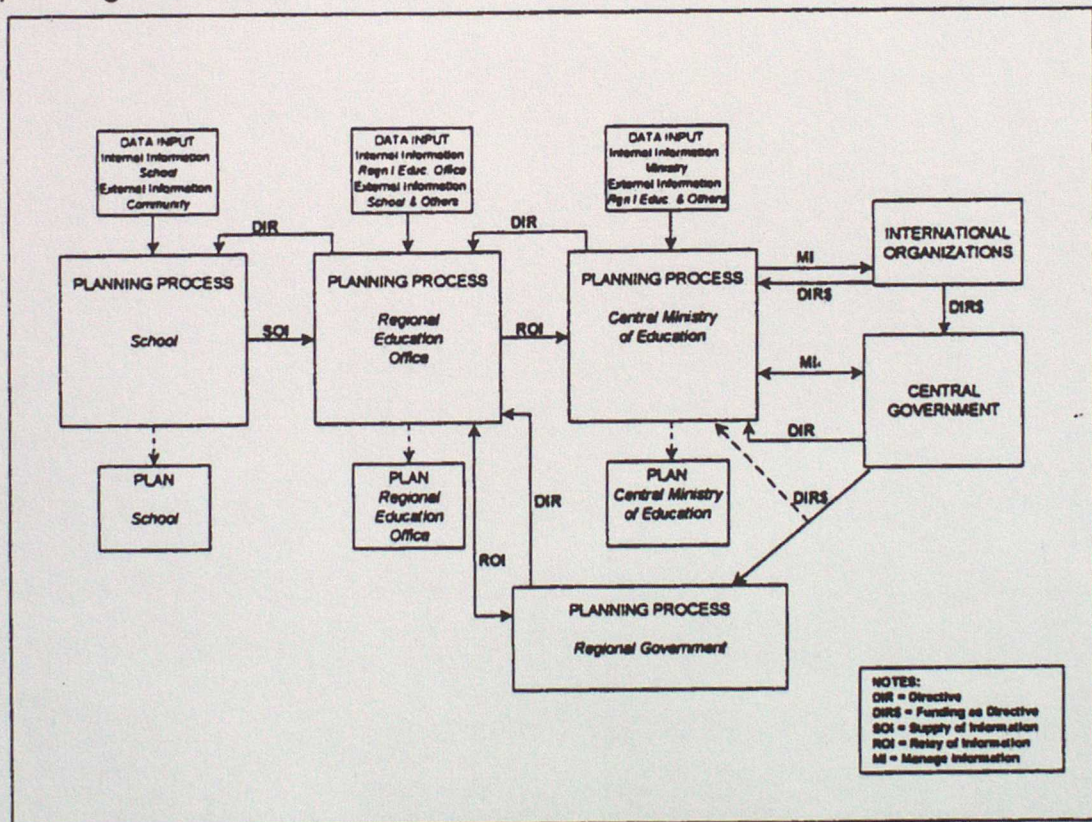 DATA INPUT
Internal Information
School
External Information
Community
DATA INPUT
Internal Information
Regn l Educ. Office
External Information
School & Others
DATA INPUT
Internal Information
Ministry
External Information
Rgn l Educ. & Others
DIR
DIR
INTERNATIONAL
ORGANIZATIONS
PLANNING PROCESS
School
PLANNING PROCESS
Regional
Education
Office
PLANNING PROCESS
Central Ministry
of Education
MI
DIR$
DIR$
SOI
ROI
MI
CENTRAL
GOVERNMENT
DIR
PLAN
School
PLAN
Regional
Education
Office
PLAN
Central Ministry
of Education
DIR
DIR$
ROI
PLANNING PROCESS
Regional Government
NOTES:
DIR = Directive
DIR$ = Funding as Directive
SOI = Supply of Information
ROI = Relay of Information
MI = Manage Information